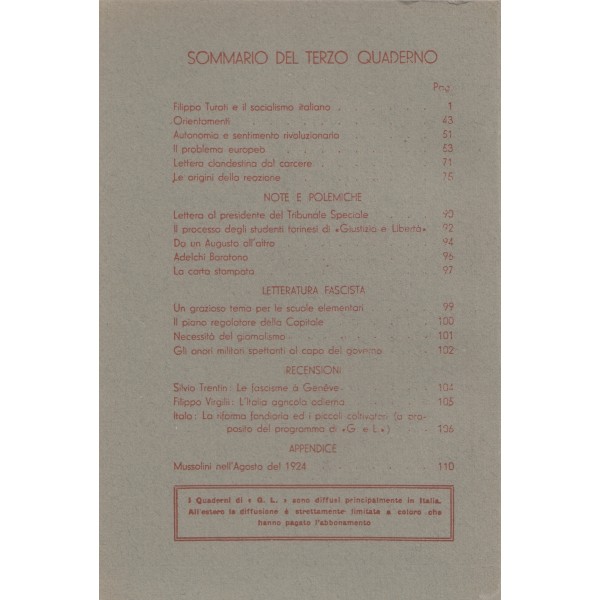 SOMMARIO DEL TERZO QUADERNO
Pag.
Filippo Turati e il socialismo italiano . . . . 1
Orientamenti . . . . 43
Autonomia e sentimento rivoluzionario . . . . 51
Il problema europeo . . . . 53
Lettera clandestina dal carcere . . . . 71
Le origini della reazione . . . . 75
NOTE E POLEMICHE
Lettera al presidente del Tribunale Speciale . . . . 90
Il processo degli studenti torinesi di «Giustizia e Libertà» 92
Da un Augusto all'altro . . . . 94
Adelchi Baratono . . . . 96
La carta stampata . . . . 97
LETTERATURA FASCISTA
Un grazioso tema per le scuole elementari . . . . 99
Il piano regolatore della Capitale . . . . 100
Necessità del giornalismo . . . . 101
Gli onori militari spettanti al capo del governo . . 102
RECENSIONI
Silvio Trentin: Le fascisme à Genève . . . . 104
Filippo Virgilii: L'Italia agricola odierna . . . . 105
Italo: La riforma fondiaria ed i piccoli coltivatori (a pro-
posito del programma di «G. e L.») . . . . 106
APPENDICE
Mussolini nell'Agosto del 1924 . . . . 110
I Quaderni di « G. L. » sono diffusi principalmente in Italia.
All'estero la diffusione é strettamente limitata a coloro che
hanno pagato l'abbonamento